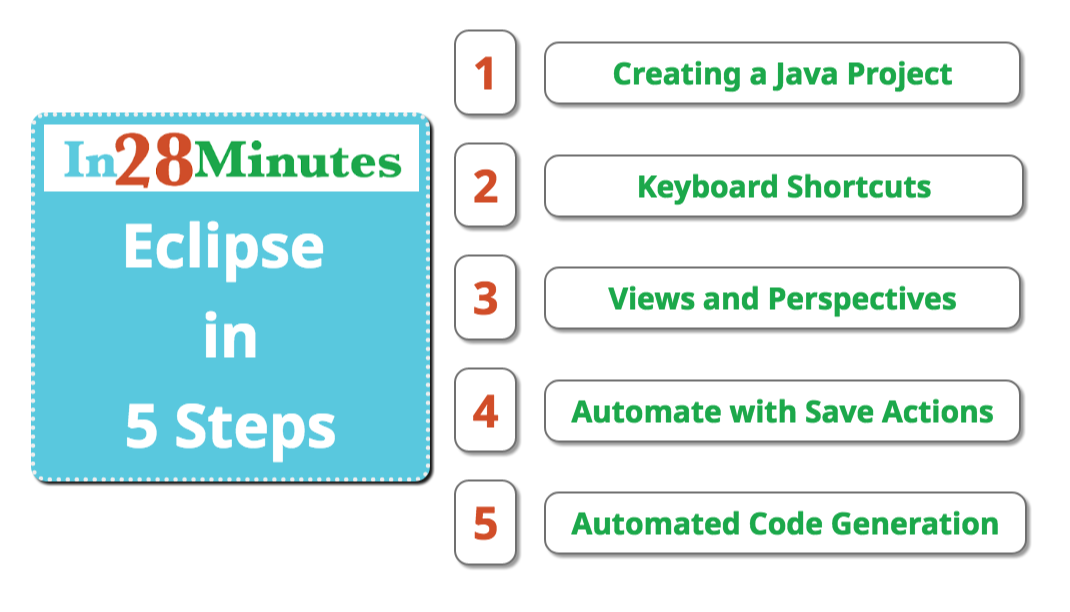 In28Minutes
Eclipse
in
5 Steps
1 Creating a Java Project
2 Keyboard Shortcuts
3 Views and Perspectives
4 Automate with Save Actions
5 Automated Code Generation